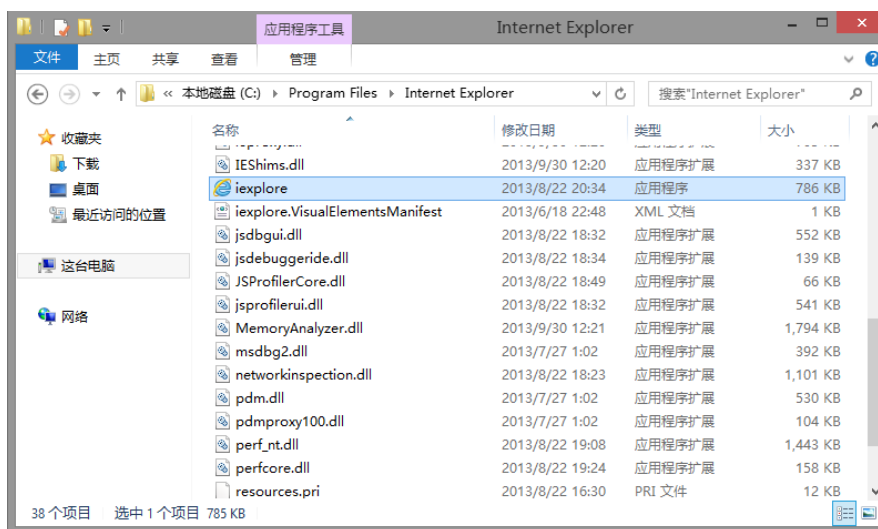 应用程序工具 Internet Explorer
文件 主页 共享 查看 管理
« 本地磁盘 (C:) Program Files Internet Explorer 搜索"Internet Explorer"
名称 修改日期 类型 大小
收藏夹
下载
桌面
最近访问的位置
这台电脑
网络
IEShims.dll 2013/9/30 12:20 应用程序扩展 337 KB
iexplore 2013/8/22 20:34 应用程序 786 KB
iexplore.VisualElementsManifest 2013/6/18 22:48 XML 文档 1 KB
jsdbgui.dll 2013/8/22 18:32 应用程序扩展 552 KB
jsdebuggeride.dll 2013/8/22 18:34 应用程序扩展 139 KB
JSProfilerCore.dll 2013/8/22 18:49 应用程序扩展 66 KB
jsprofilerui.dll 2013/8/22 18:32 应用程序扩展 541 KB
MemoryAnalyzer.dll 2013/9/30 12:21 应用程序扩展 1,794 KB
msdbg2.dll 2013/7/27 1:02 应用程序扩展 392 KB
networkinspection.dll 2013/8/22 18:23 应用程序扩展 1,101 KB
pdm.dll 2013/7/27 1:02 应用程序扩展 530 KB
pdmproxy100.dll 2013/7/27 1:02 应用程序扩展 104 KB
perf_nt.dll 2013/8/22 19:08 应用程序扩展 1,443 KB
perfcore.dll 2013/8/22 19:24 应用程序扩展 158 KB
resources.pri 2013/8/22 16:30 PRI 文件 12 KB
38 个项目 选中 1 个项目 785 KB